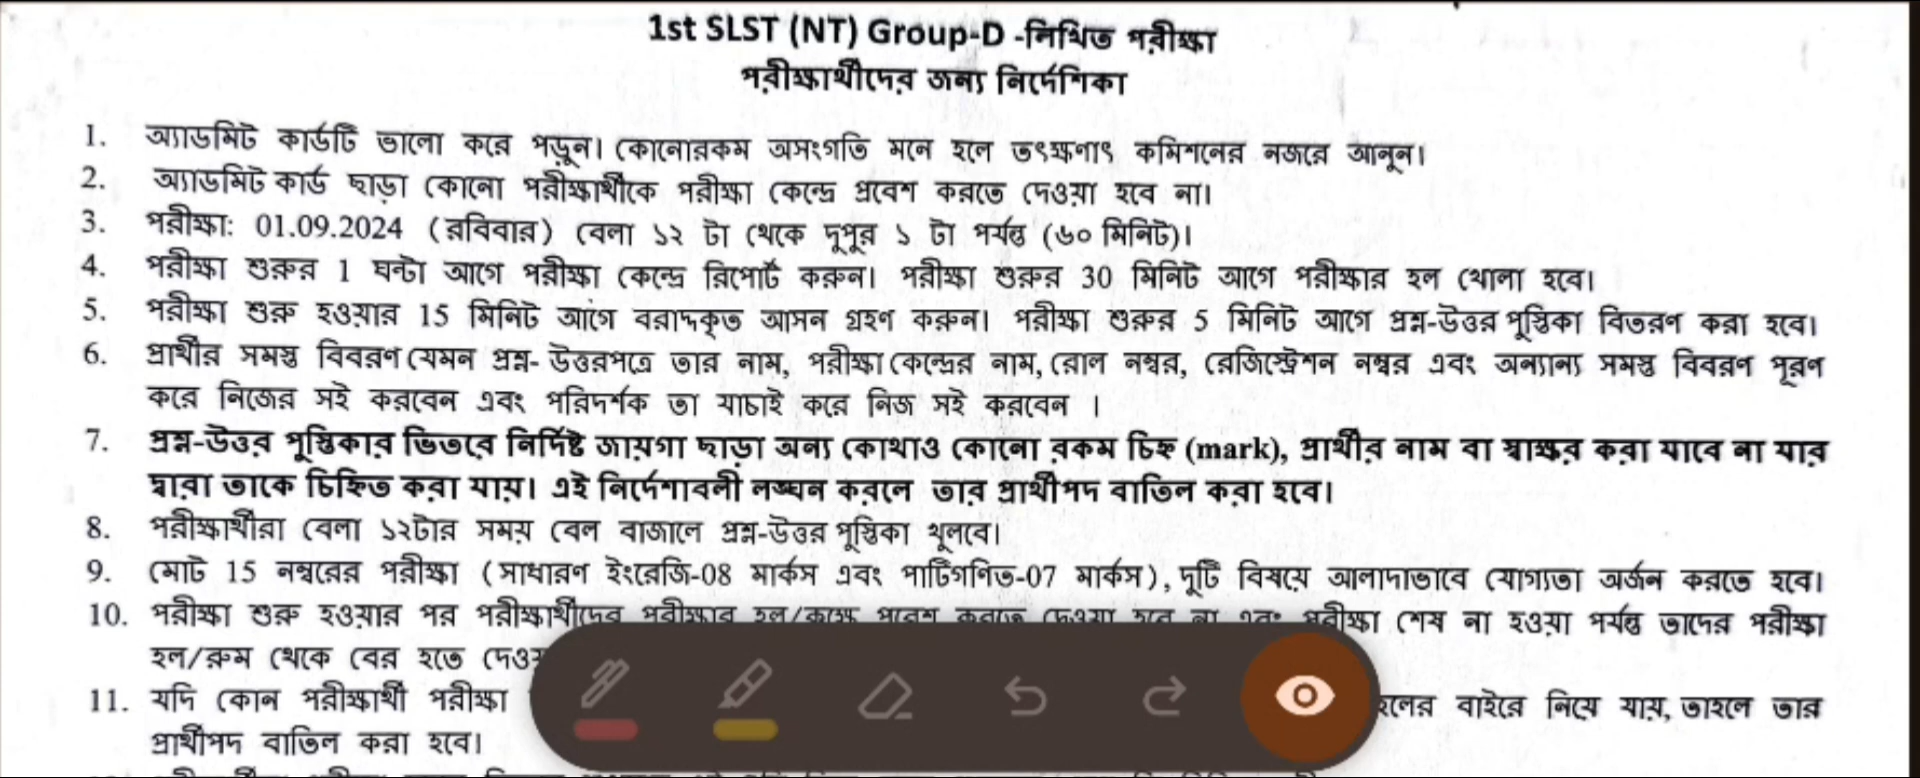 1st SLST (NT) Group-D -লিখিত পরীক্ষা
পরীক্ষার্থীদের জন্য নির্দেশিকা
1. অ্যাডমিট কার্ডটি ভালো করে পড়ুন। কোনোরকম অসংগতি মনে হলে তৎক্ষণাৎ কমিশনের নজরে আনুন।
2. অ্যাডমিট কার্ড ছাড়া কোনো পরীক্ষার্থীকে পরীক্ষা কেন্দ্রে প্রবেশ করতে দেওয়া হবে না।
3. পরীক্ষা: 01.09.2024 (রবিবার) বেলা ১২ টা থেকে দুপুর ১ টা পর্যন্ত (৬০ মিনিট)।
4. পরীক্ষা শুরুর 1 ঘন্টা আগে পরীক্ষা কেন্দ্রে রিপোর্ট করুন। পরীক্ষা শুরুর 30 মিনিট আগে পরীক্ষার হল খোলা হবে।
5. পরীক্ষা শুরু হওয়ার 15 মিনিট আগে বরাদ্দকৃত আসন গ্রহণ করুন। পরীক্ষা শুরুর 5 মিনিট আগে প্রশ্ন-উত্তর পুস্তিকা বিতরণ করা হবে।
6. প্রার্থীর সমস্ত বিবরণ যেমন প্রশ্ন- উত্তরপত্রে তার নাম, পরীক্ষা কেন্দ্রের নাম, রোল নম্বর, রেজিস্ট্রেশন নম্বর এবং অন্যান্য সমস্ত বিবরণ পূরণ
করে নিজের সই করবেন এবং পরিদর্শক তা যাচাই করে নিজ সই করবেন ।
7. প্রশ্ন-উত্তর পুস্তিকার ভিতরে নির্দিষ্ট জায়গা ছাড়া অন্য কোথাও কোনো রকম চিহ্ন (mark), প্রার্থীর নাম বা স্বাক্ষর করা যাবে না যার
দ্বারা তাকে চিহ্নিত করা যায়। এই নির্দেশাবলী লঙ্ঘন করলে তার প্রার্থীপদ বাতিল করা হবে।
8. পরীক্ষার্থীরা বেলা ১২টার সময় বেল বাজালে প্রশ্ন-উত্তর পুস্তিকা খুলবে।
9. মোট 15 নম্বরের পরীক্ষা (সাধারণ ইংরেজি-08 মার্কস এবং পাটিগণিত-07 মার্কস), দুটি বিষয়ে আলাদাভাবে যোগ্যতা অর্জন করতে হবে।
10. পরীক্ষা শুরু হওয়ার পর পরীক্ষার্থীদের পরীক্ষার হল/কক্ষে প্রবেশ করতে দেওয়া হবে না এবং পরীক্ষা শেষ না হওয়া পর্যন্ত তাদের পরীক্ষা
হল/রুম থেকে বের হতে
11. যদি কোন পরীক্ষার্থী পরীক্ষা হলের বাইরে নিয়ে যায়, তাহলে তার
প্রার্থীপদ বাতিল করা হবে।